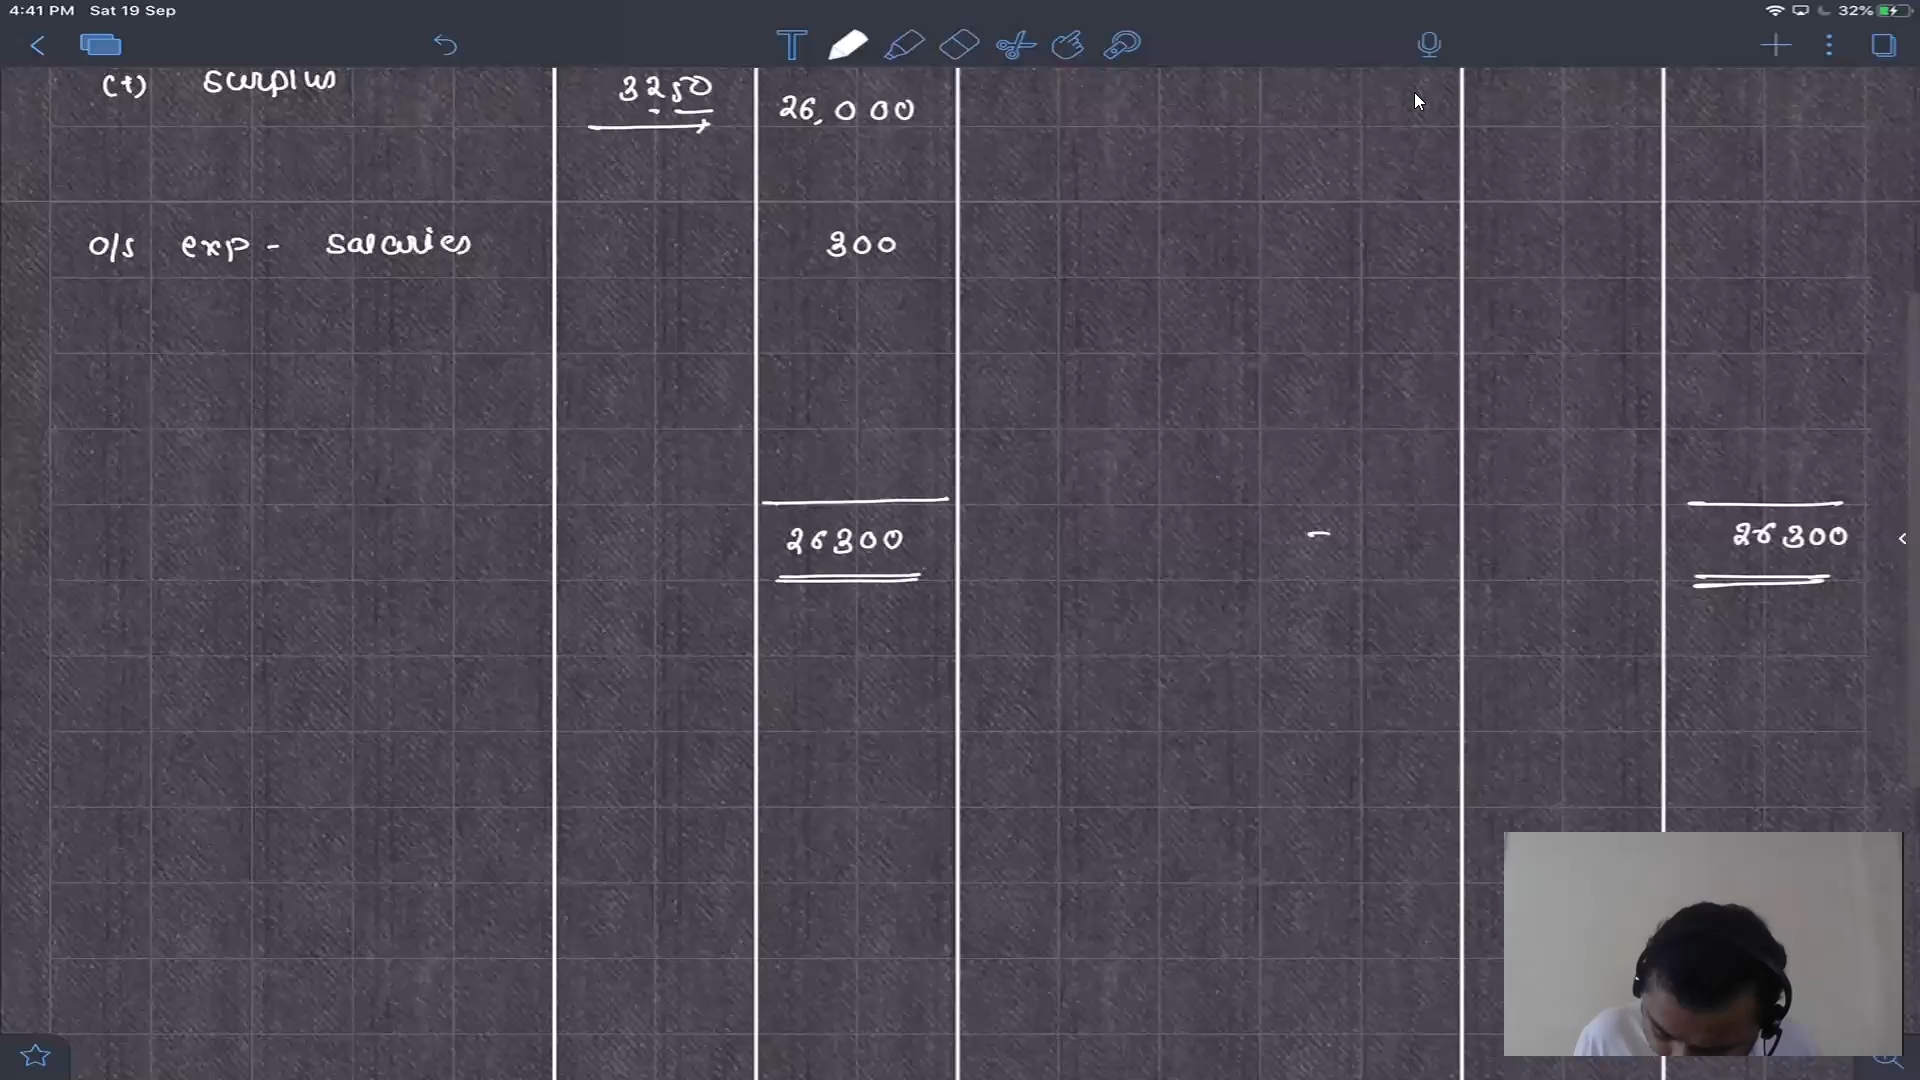 4:41 PM Sat 19 Sep 32%
(+) surplus 3250 26,000
o/s exp - salaries 300
26300 - 26300